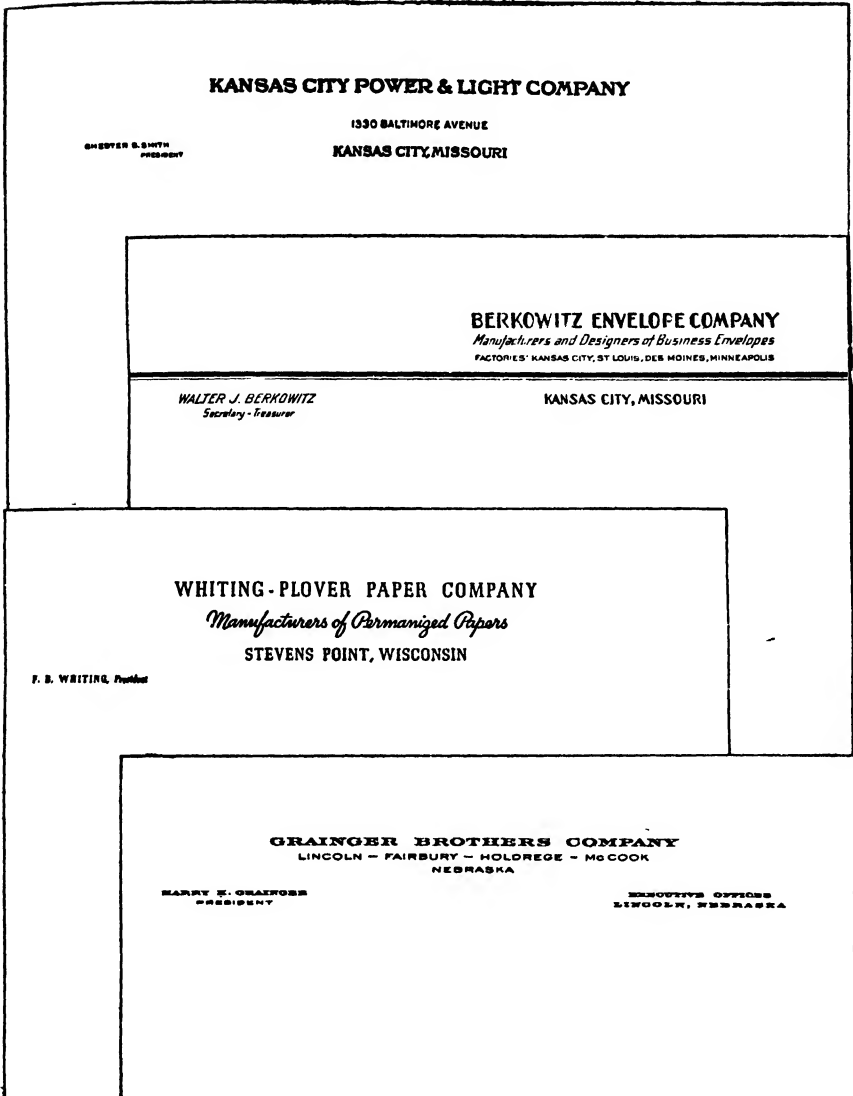 KANSAS CITY POWER & LIGHT COMPANY
1330 BALTIMORE AVENUE
CHESTER C. SMITH
PRESIDENT
KANSAS CITY, MISSOURI
BERKOWITZ ENVELOPE COMPANY
Manufacturers and Designers of Business Envelopes
FACTORIES: KANSAS CITY, ST LOUIS, DES MOINES, MINNEAPOLIS
WALTER J. BERKOWITZ
Secretary - Treasurer
KANSAS CITY, MISSOURI
WHITING-PLOVER PAPER COMPANY
Manufacturers of Permanized Papers
STEVENS POINT, WISCONSIN
F. B. WHITING, President
GRAINGER BROTHERS COMPANY
LINCOLN – FAIRBURY – HOLDREGE – McCOOK
NEBRASKA
HARRY K. GRAINGER
PRESIDENT
EXECUTIVE OFFICES
LINCOLN, NEBRASKA